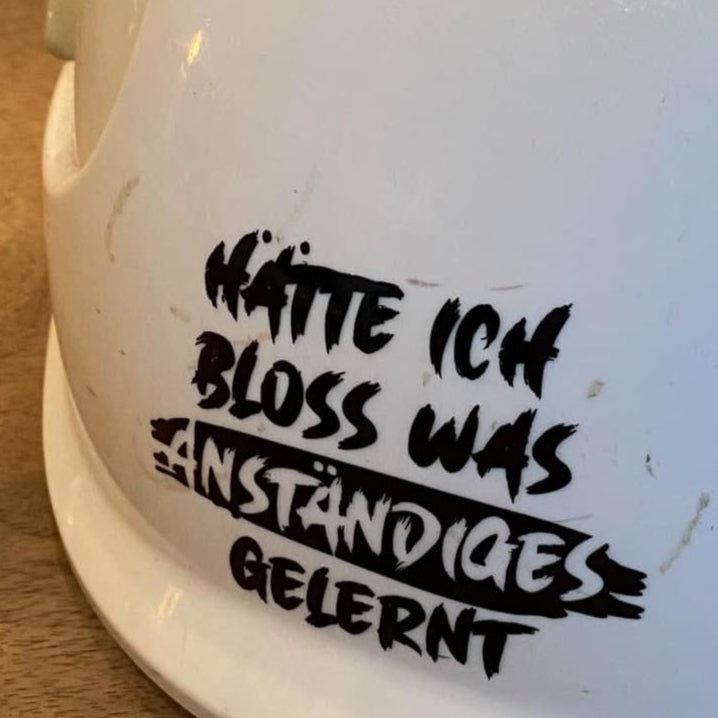 HÄTTE ICH
BLOSS WAS
ANSTÄNDIGES
GELERNT